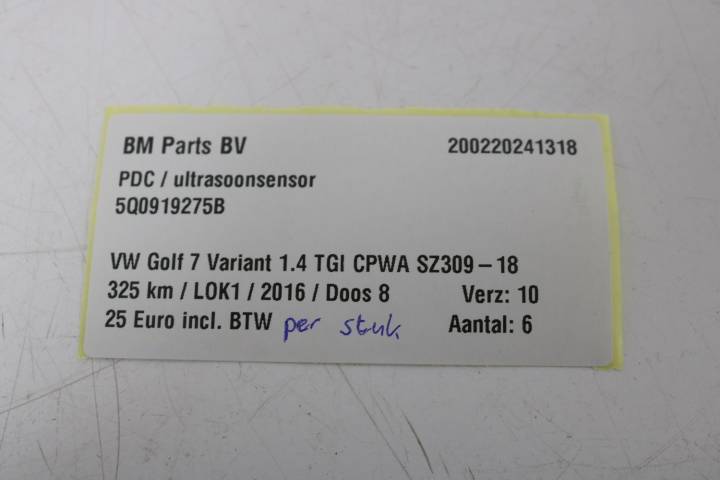 BM Parts BV 200220241318
PDC / ultrasoonsensor
5Q0919275B
VW Golf 7 Variant 1.4 TGI CPWA SZ309-18
325 km / LOK1 / 2016 / Doos 8 Verz: 10
25 Euro incl. BTW per stuk Aantal: 6